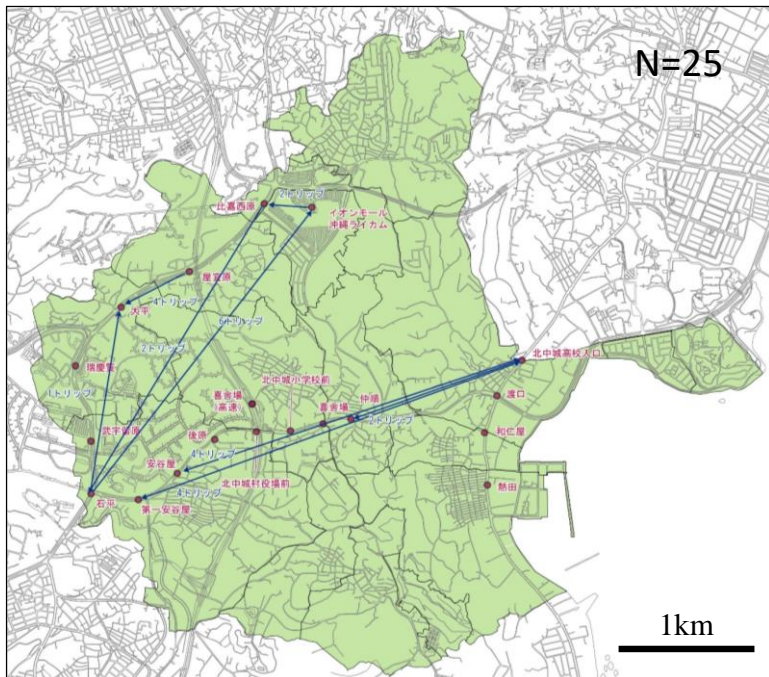 N=25
2トリップ
比嘉西原
イオンモール
沖縄ライカム
屋宜原
4トリップ
6トリップ
石平
2トリップ
瑞慶覧
1トリップ
北中城高校入口
渡口
仲順
喜舎場
2トリップ
北中城小学校前
喜舎場
(高速)
和仁屋
後原
4トリップ
安谷屋
熱田
北中城村役場前
4トリップ
石平
第一安谷屋
1km